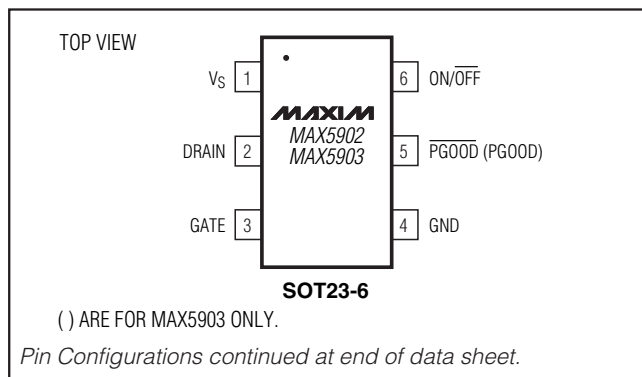 TOP VIEW
VS 1
6 ON/OFF
MAXIM
MAX5902
MAX5903
DRAIN 2
5 PGOOD (PGOOD)
GATE 3
4 GND
SOT23-6
( ) ARE FOR MAX5903 ONLY.
Pin Configurations continued at end of data sheet.